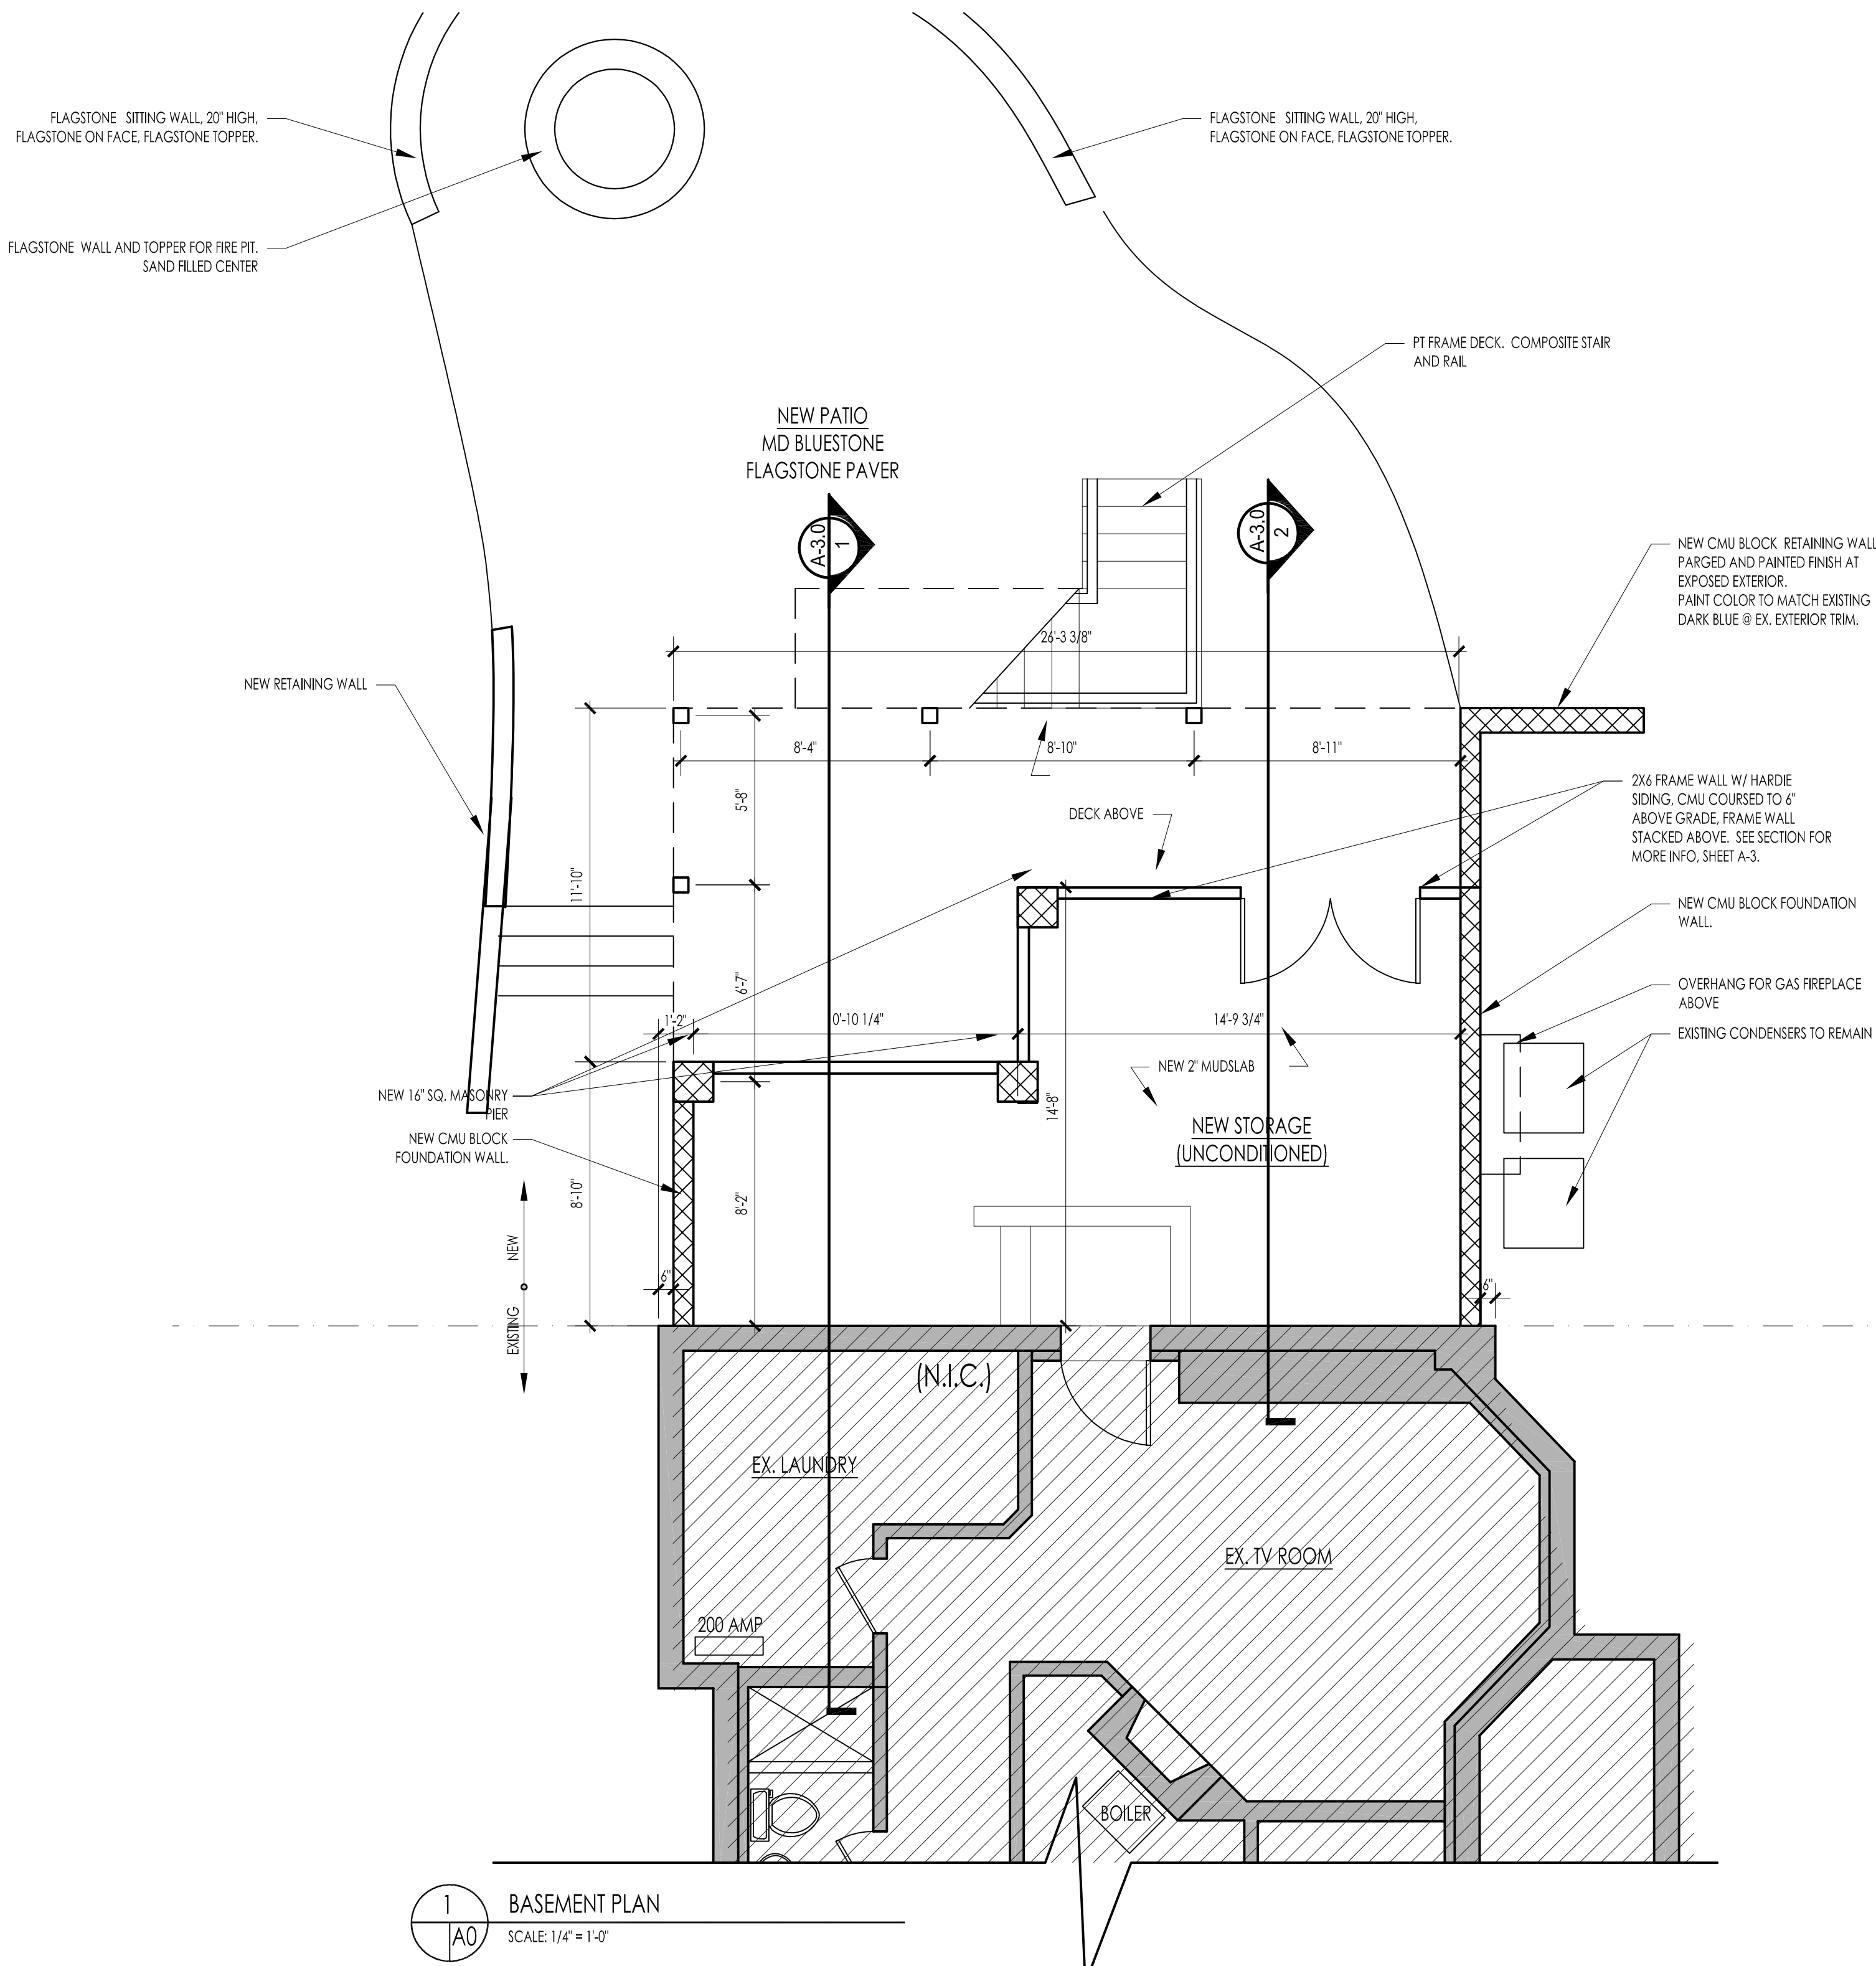 FLAGSTONE SITTING WALL, 20" HIGH,
FLAGSTONE ON FACE, FLAGSTONE TOPPER.
FLAGSTONE SITTING WALL, 20" HIGH,
FLAGSTONE ON FACE, FLAGSTONE TOPPER.
FLAGSTONE WALL AND TOPPER FOR FIRE PIT.
SAND FILLED CENTER
PT FRAME DECK. COMPOSITE STAIR
AND RAIL
NEW PATIO
MD BLUESTONE
FLAGSTONE PAVER
A-3.0
1
A-3.0
2
NEW CMU BLOCK RETAINING WALL
PARGED AND PAINTED FINISH AT
EXPOSED EXTERIOR.
PAINT COLOR TO MATCH EXISTING
DARK BLUE @ EX. EXTERIOR TRIM.
26'-3 3/8"
NEW RETAINING WALL
8'-4"
8'-10"
8'-11"
5'-8"
DECK ABOVE
2X6 FRAME WALL W/ HARDIE
SIDING, CMU COURSED TO 6"
ABOVE GRADE, FRAME WALL
STACKED ABOVE. SEE SECTION FOR
MORE INFO, SHEET A-3.
11'-10"
NEW CMU BLOCK FOUNDATION
WALL.
6'-7"
OVERHANG FOR GAS FIREPLACE
ABOVE
1'-2"
0'-10 1/4"
14'-9 3/4"
EXISTING CONDENSERS TO REMAIN
NEW 2" MUDSLAB
NEW 16" SQ. MASONRY
PIER
14'-8"
NEW STORAGE
(UNCONDITIONED)
NEW CMU BLOCK
FOUNDATION WALL.
8'-10"
8'-2"
NEW
EXISTING
6"
6"
(N.I.C.)
EX. LAUNDRY
EX. TV ROOM
200 AMP
BOILER
1
A0
BASEMENT PLAN
SCALE: 1/4" = 1'-0"